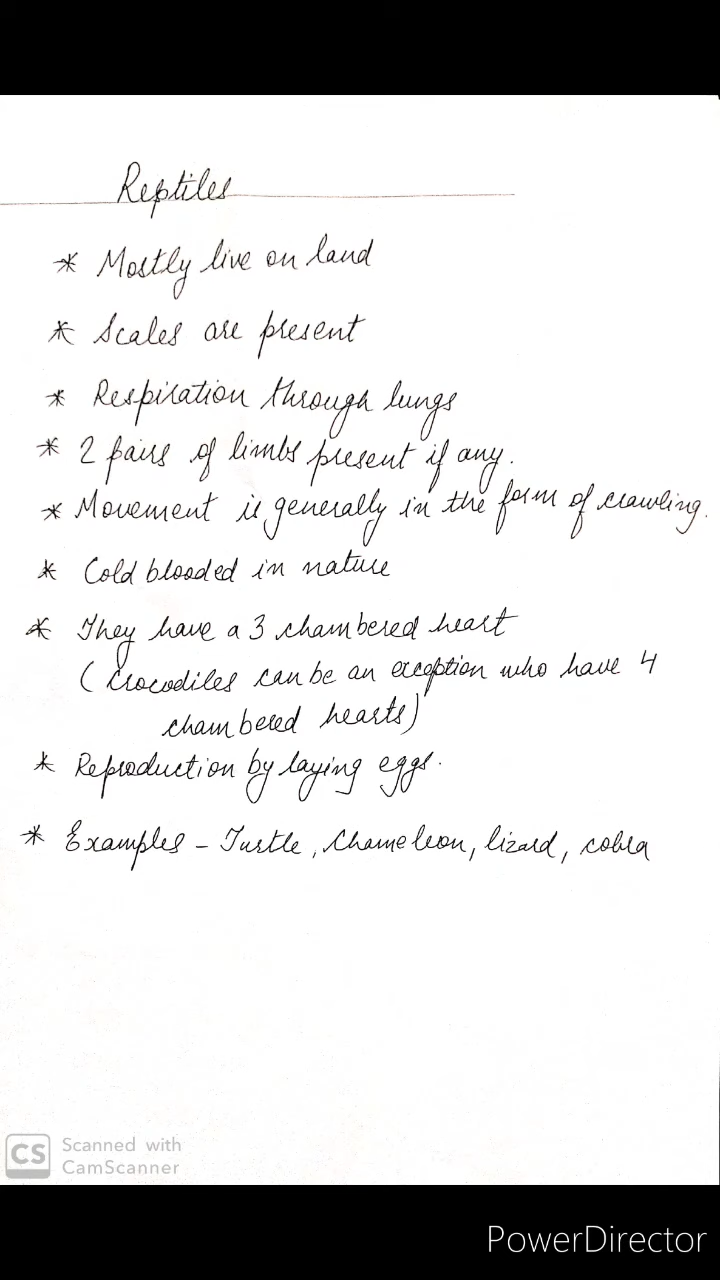 Reptiles
* Mostly live on land
* Scales are present
* Respiration through lungs
* 2 pairs of limbs present if any.
* Movement is generally in the form of crawling.
* Cold blooded in nature
* They have a 3 chambered heart
( Crocodiles can be an exception who have 4
chambered hearts)
* Reproduction by laying eggs.
* Examples - Turtle, Chameleon, lizard, cobra
CS Scanned with
CamScanner
PowerDirector